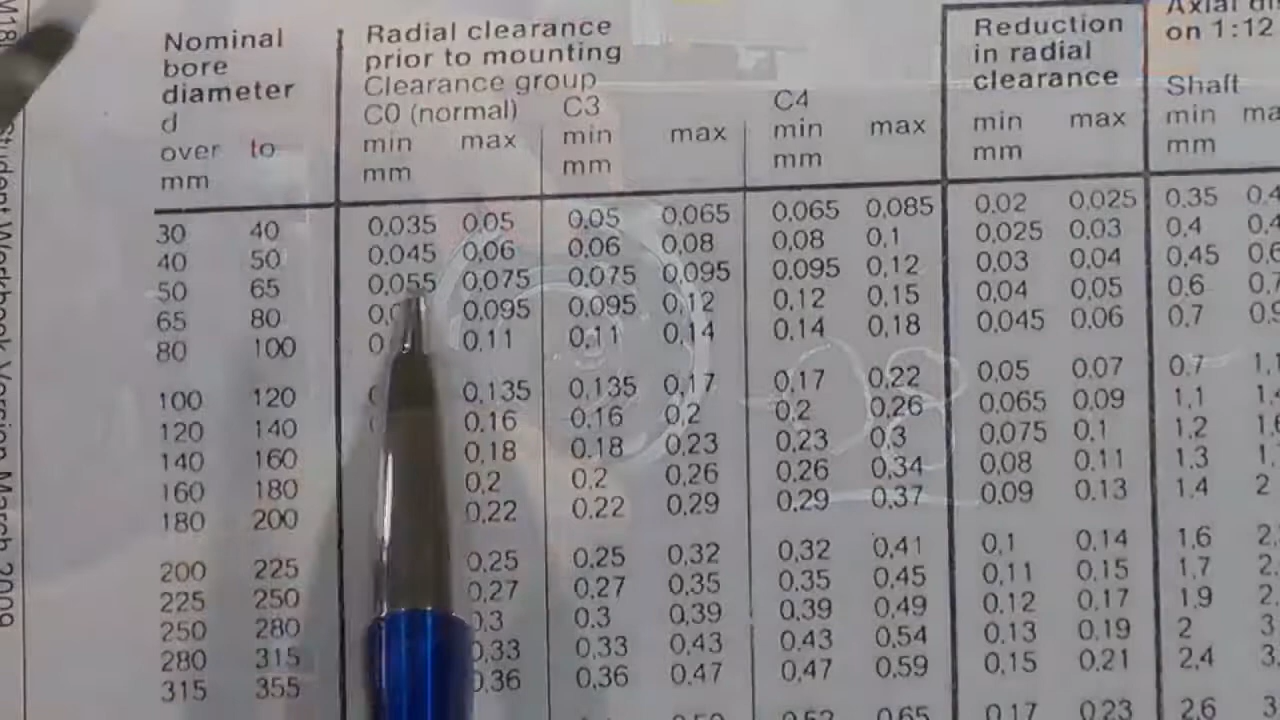 Nominal bore diameter d over to mm
Radial clearance prior to mounting
Clearance group
C0 (normal) C3 C4
min max min max min max
mm mm mm
Reduction in radial clearance
min max
mm
on 1:12
Shaft
min
mm
30 40 0,035 0,05 0,05 0,065 0,065 0,085 0,02 0,025 0,35
40 50 0,045 0,06 0,06 0,08 0,08 0,1 0,025 0,03 0,4
50 65 0,055 0,075 0,075 0,095 0,095 0,12 0,03 0,04 0,45
65 80 0,095 0,095 0,12 0,12 0,15 0,04 0,05 0,6
80 100 0,11 0,11 0,14 0,14 0,18 0,045 0,06 0,7
100 120 0,135 0,135 0,17 0,17 0,22 0,05 0,07 0,7
120 140 0,16 0,16 0,2 0,2 0,26 0,065 0,09 1,1
140 160 0,18 0,18 0,23 0,23 0,3 0,075 0,1 1,2
160 180 0,2 0,2 0,26 0,26 0,34 0,08 0,11 1,3
180 200 0,22 0,22 0,29 0,29 0,37 0,09 0,13 1,4
200 225 0,25 0,25 0,32 0,32 0,41 0,1 0,14 1,6
225 250 0,27 0,27 0,35 0,35 0,45 0,11 0,15 1,7
250 280 0,3 0,3 0,39 0,39 0,49 0,12 0,17 1,9
280 315 0,33 0,33 0,43 0,43 0,54 0,13 0,19 2
315 355 0,36 0,36 0,47 0,47 0,59 0,15 0,21 2,4
0,65 0,17 0,23 2,6
Student Workbook Version March 2009